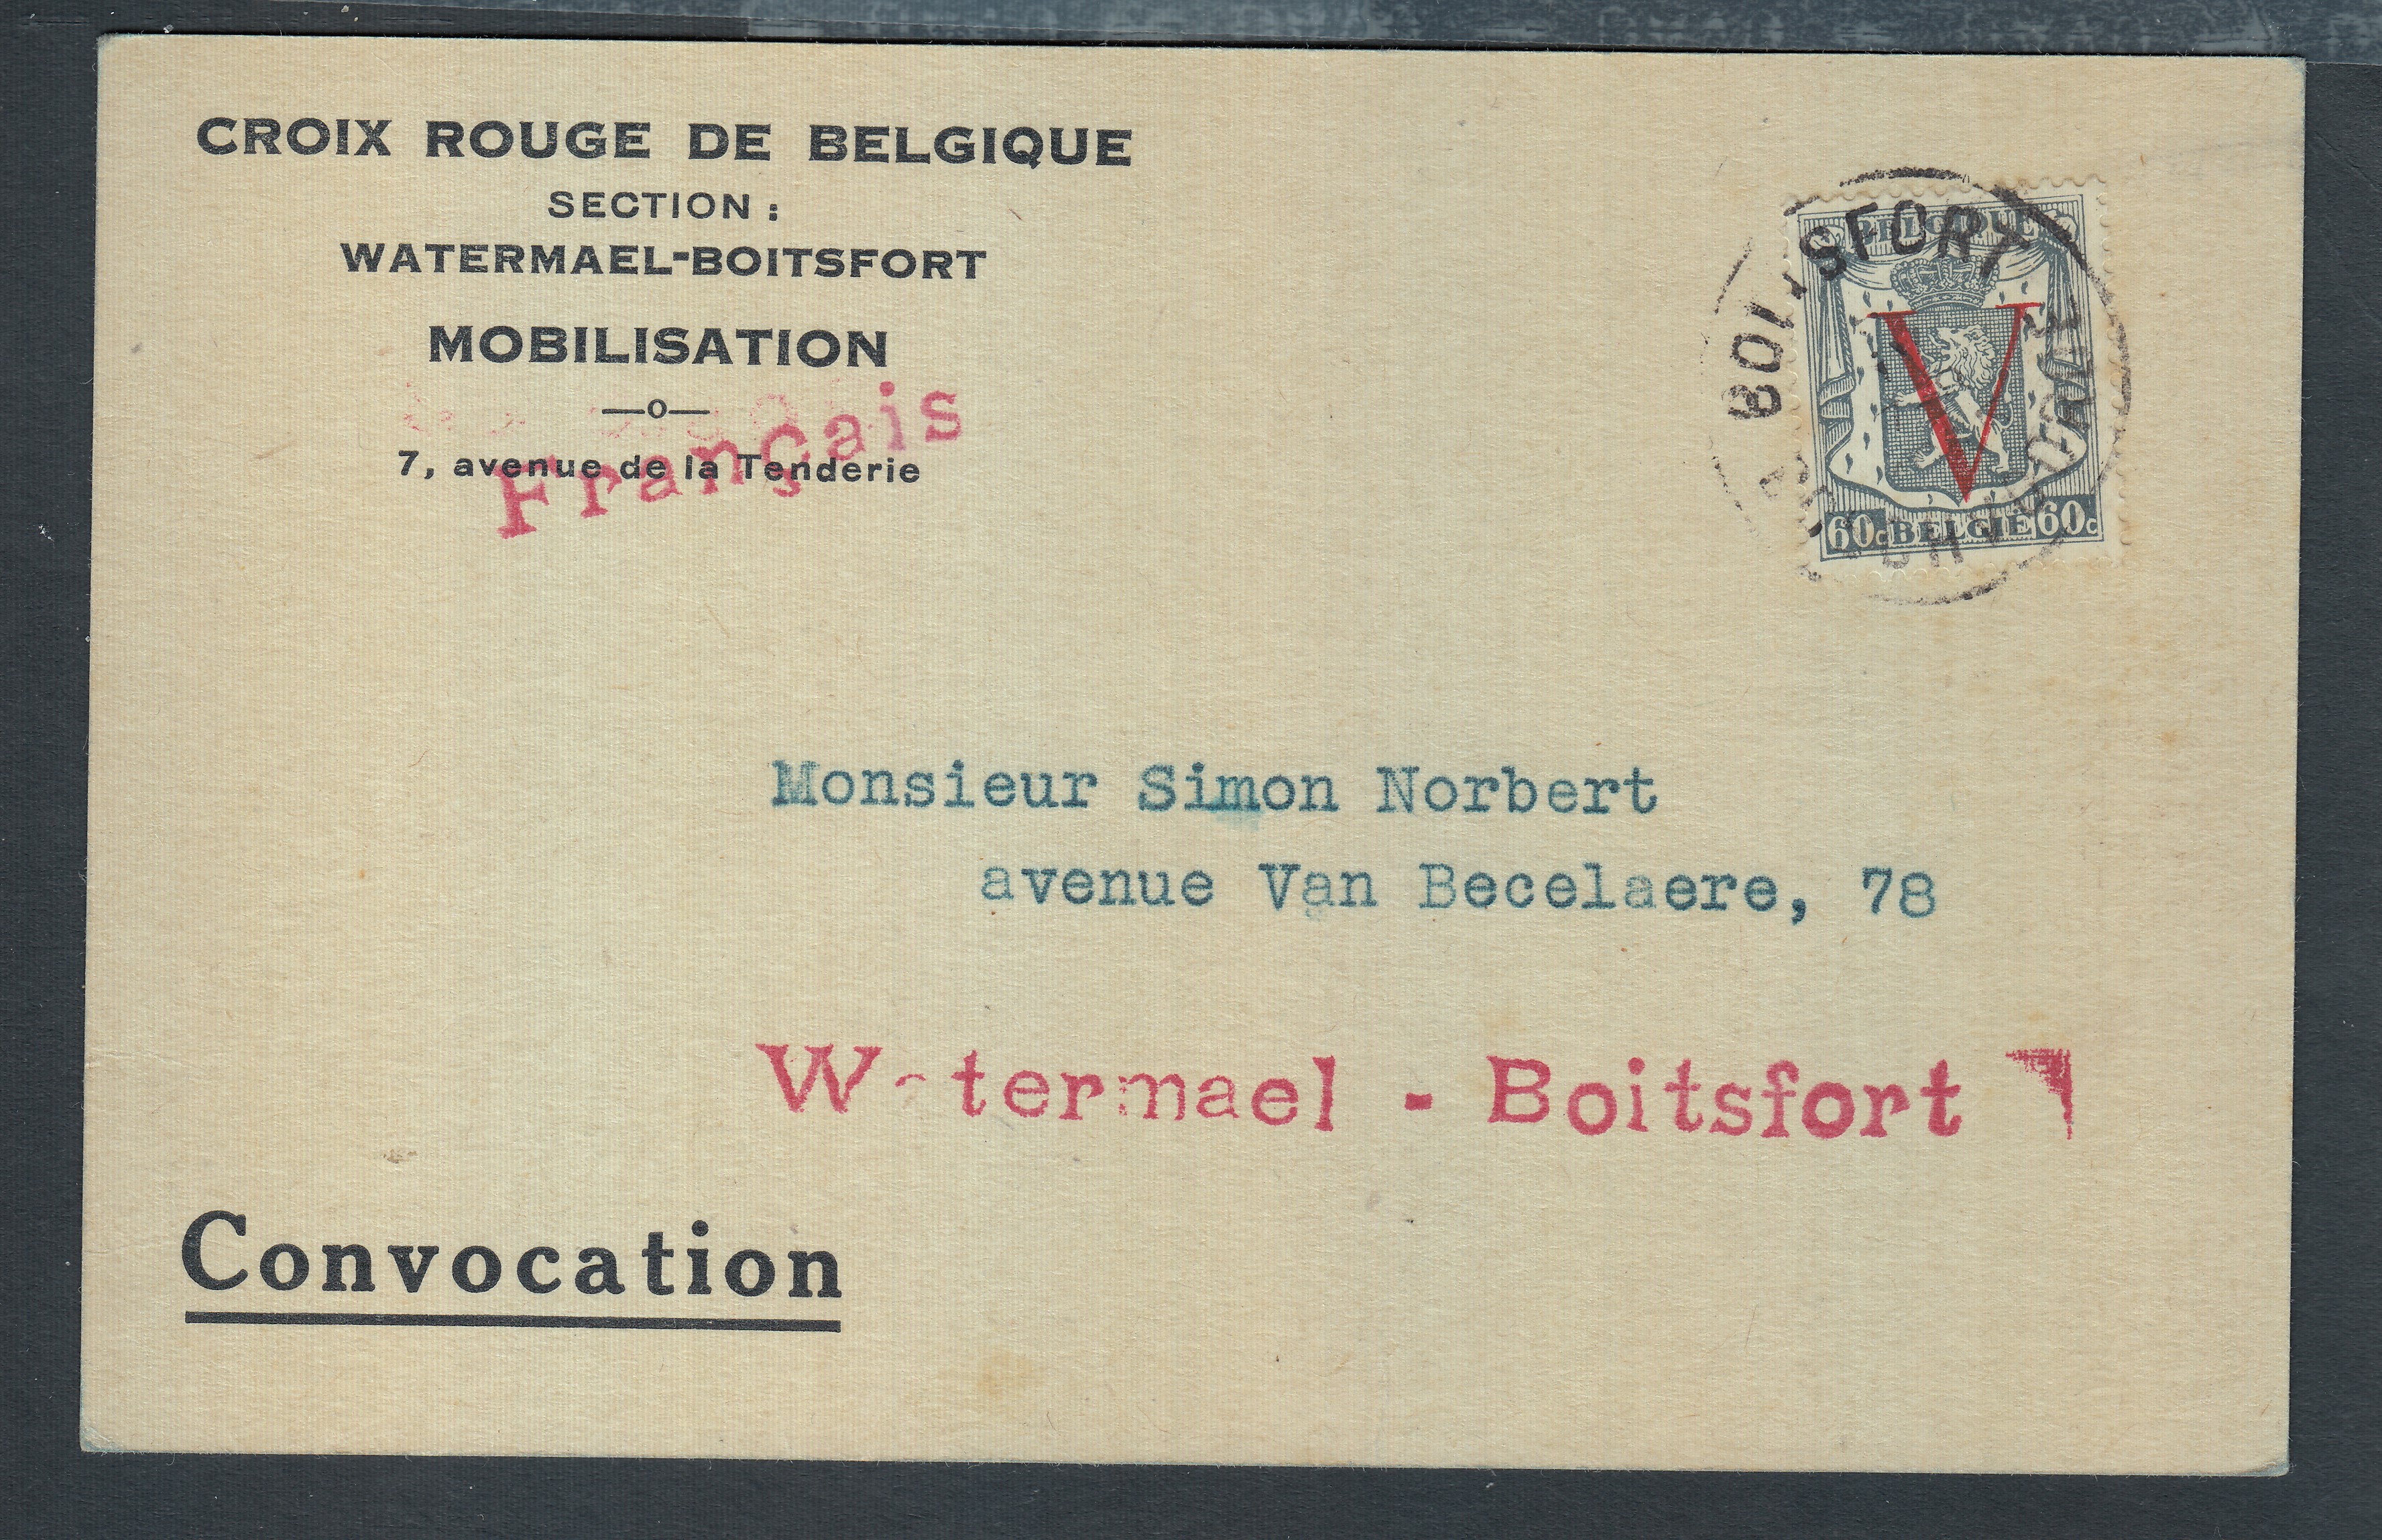 CROIX ROUGE DE BELGIQUE
SECTION :
WATERMAEL-BOITSFORT
MOBILISATION
—o—
7, avenue de la Tenderie
Français
BELGIQUE
V
60c BELGIE 60c
BOITSFORT
Monsieur Simon Norbert
avenue Van Becelaere, 78
Watermael - Boitsfort
Convocation